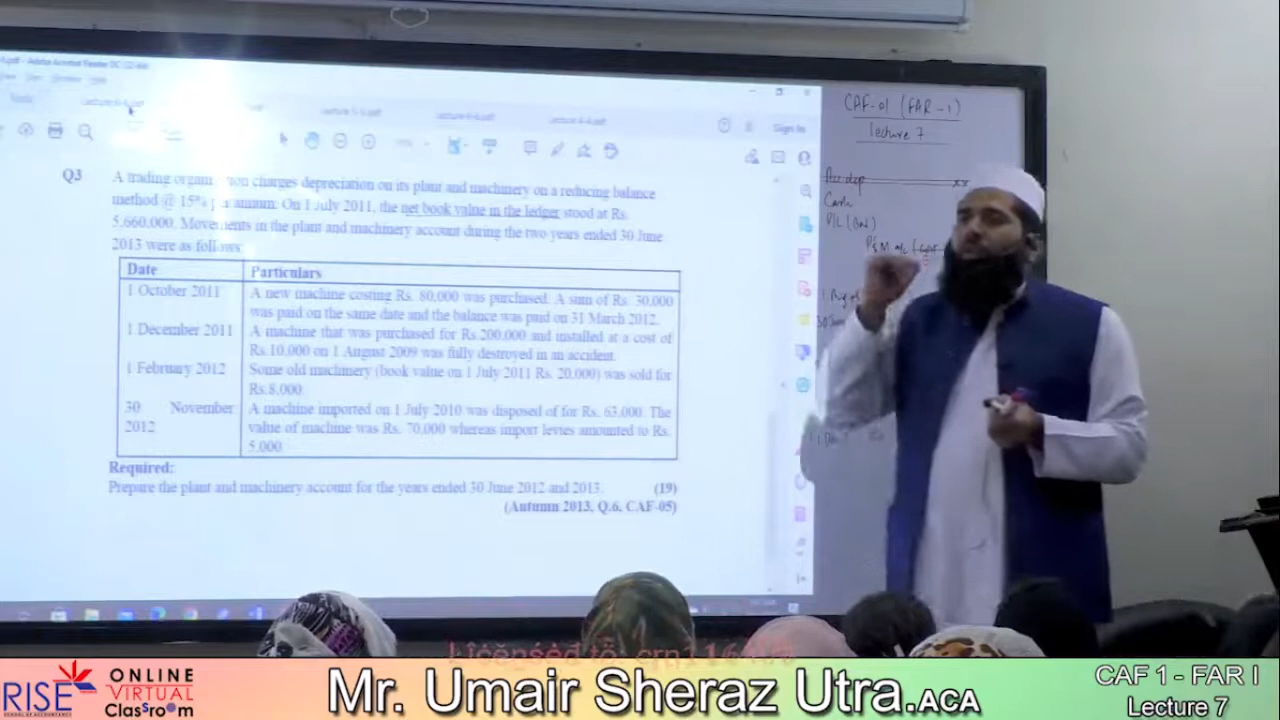 Sign In
Q3
A trading organi on charges depreciation on its plant and machinery on a reducing balance
method @ 15% p annum. On 1 July 2011, the net book value in the ledger stood at Rs.
5,660,000. Movements in the plant and machinery account during the two years ended 30 June
2013 were as follows:
Date Particulars
1 October 2011 A new machine costing Rs. 80,000 was purchased. A sum of Rs. 30,000
was paid on the same date and the balance was paid on 31 March 2012.
1 December 2011 A machine that was purchased for Rs.200,000 and installed at a cost of
Rs.10,000 on 1 August 2009 was fully destroyed in an accident.
1 February 2012 Some old machinery (book value on 1 July 2011 Rs. 20,000) was sold for
Rs.8,000.
30 November A machine imported on 1 July 2010 was disposed of for Rs. 63,000. The
2012 value of machine was Rs. 70,000 whereas import levies amounted to Rs.
5,000.
Required:
Prepare the plant and machinery account for the years ended 30 June 2012 and 2013. (19)
(Autumn 2013, Q.6, CAF-05)
CAF-01 (FAR-1)
Lecture 7
Cash
Licensed to:
RISE
ONLINE
VIRTUAL
ClassrOOm
Mr. Umair Sheraz Utra.ACA
CAF 1 - FAR I
Lecture 7